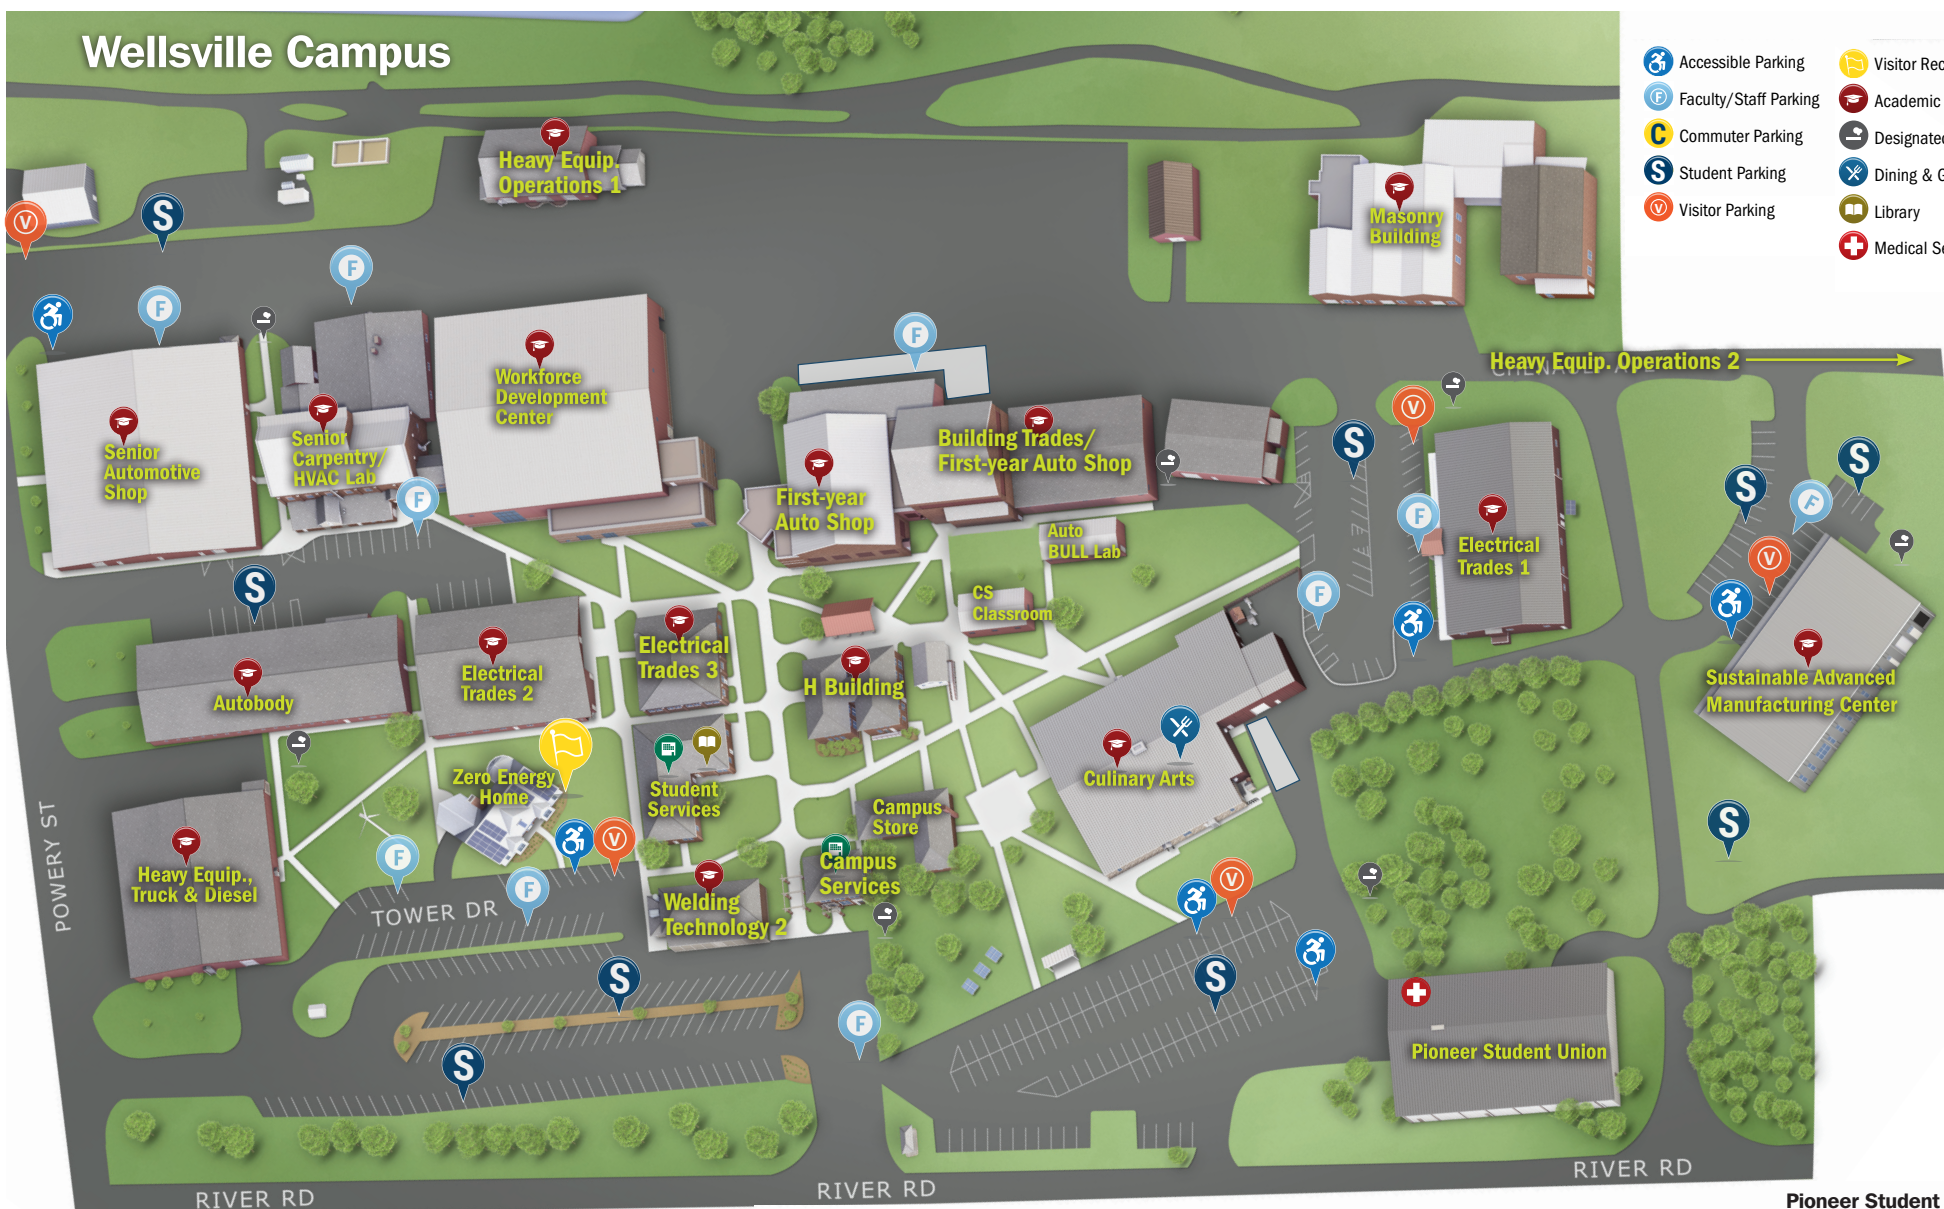 Wellsville Campus
Accessible Parking
Faculty/Staff Parking
Commuter Parking
Student Parking
Visitor Parking
Visitor
Academic
Dining &
Library
Medical
C
F
S
V
Heavy Equip.
Operations 1
Masonry
Building
V
S
F
F
Heavy Equip. Operations 2
Workforce
Development
Center
Senior
Automotive
Shop
Senior
Carpentry/
HVAC Lab
F
F
Building Trades/
First-year Auto Shop
First-year
Auto Shop
Auto
BULL Lab
V
S
F
F
Electrical
Trades 1
S
S
F
V
CS
Classroom
S
Autobody
Electrical
Trades 2
Electrical
Trades 3
H Building
Sustainable Advanced
Manufacturing Center
Zero Energy
Home
Student
Services
Culinary Arts
Campus
Store
Campus
Services
POWERY ST
Heavy Equip.,
Truck & Diesel
F
F
V
TOWER DR
Welding
Technology 2
V
S
S
S
S
F
Pioneer Student Union
RIVER RD
RIVER RD
RIVER RD
Pioneer Student